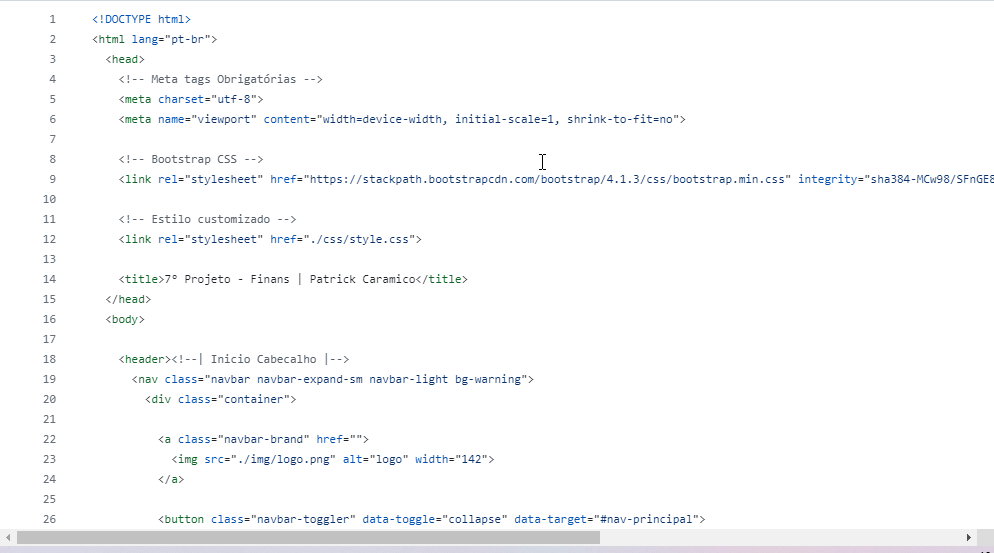 1 <!DOCTYPE html>
2 <html lang="pt-br">
3 <head>
4 <!-- Meta tags Obrigatórias -->
5 <meta charset="utf-8">
6 <meta name="viewport" content="width=device-width, initial-scale=1, shrink-to-fit=no">
7
8 <!-- Bootstrap CSS -->
9 <link rel="stylesheet" href="https://stackpath.bootstrapcdn.com/bootstrap/4.1.3/css/bootstrap.min.css" integrity="sha384-MCw98/SFnGE8
10
11 <!-- Estilo customizado -->
12 <link rel="stylesheet" href="./css/style.css">
13
14 <title>7° Projeto - Finans | Patrick Caramico</title>
15 </head>
16 <body>
17
18 <header><!--| Inicio Cabecalho |-->
19 <nav class="navbar navbar-expand-sm navbar-light bg-warning">
20 <div class="container">
21
22 <a class="navbar-brand" href="">
23 <img src="./img/logo.png" alt="logo" width="142">
24 </a>
25
26 <button class="navbar-toggler" data-toggle="collapse" data-target="#nav-principal">